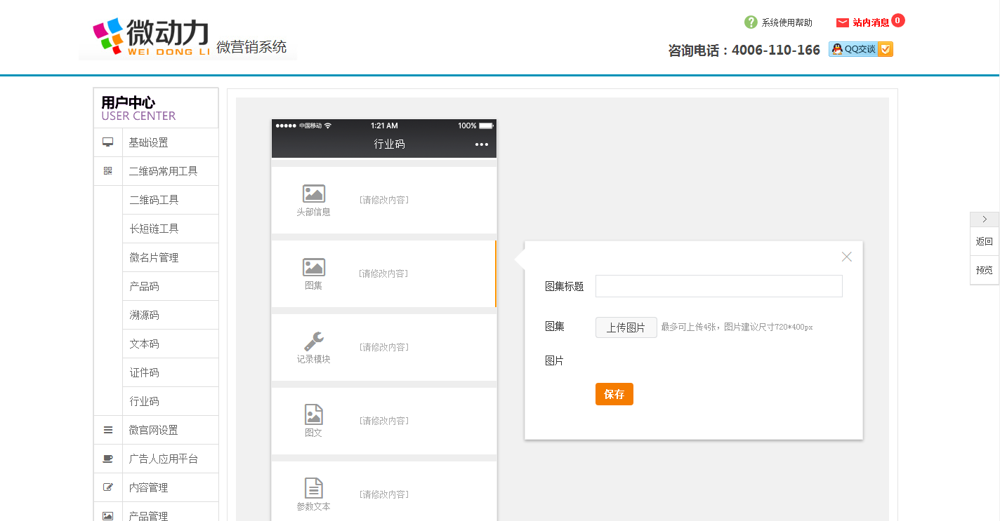 微动力
WEI DONG LI
微营销系统
系统使用帮助
站内消息
0
咨询电话：4006-110-166
QQ交谈
用户中心
USER CENTER
基础设置
二维码常用工具
二维码工具
长短链工具
微名片管理
产品码
溯源码
文本码
证件码
行业码
微官网设置
广告人应用平台
内容管理
产品管理
中国移动
1:21 AM
100%
行业码
头部信息
[请修改内容]
图集
[请修改内容]
记录模块
[请修改内容]
图文
[请修改内容]
参数文本
[请修改内容]
图集标题
图集
上传图片
最多可上传4张，图片建议尺寸720*400px
图片
保存
返回
预览